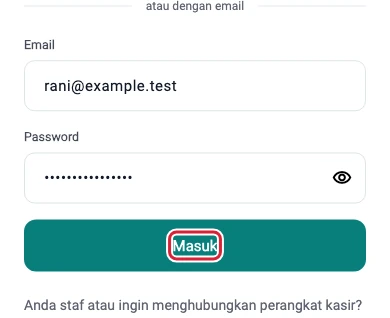 atau dengan email
Email
rani@example.test
Password
••••••••••••••••
Masuk
Anda staf atau ingin menghubungkan perangkat kasir?